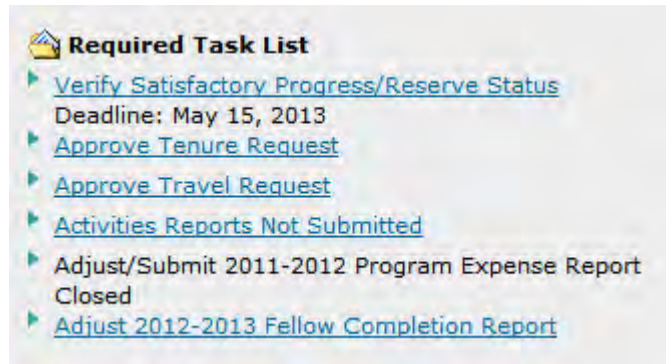 Required Task List
Verify Satisfactory Progress/Reserve Status
Deadline: May 15, 2013
Approve Tenure Request
Approve Travel Request
Activities Reports Not Submitted
Adjust/Submit 2011-2012 Program Expense Report
Closed
Adjust 2012-2013 Fellow Completion Report